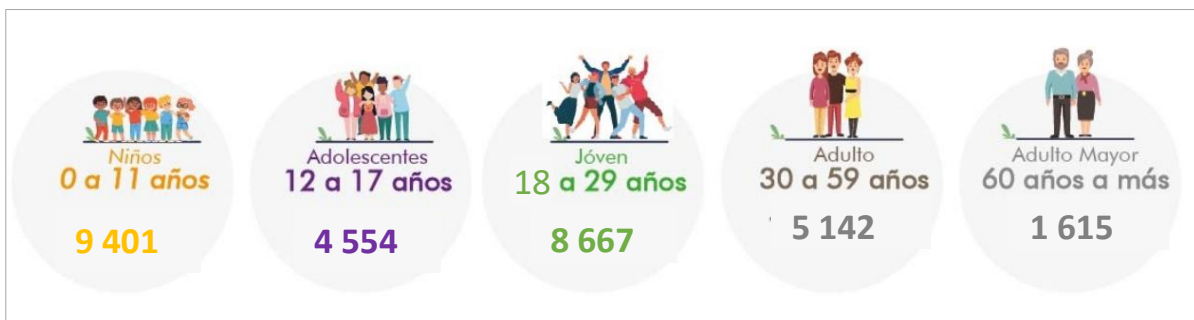 Niños
0 a 11 años
9 401
Adolescentes
12 a 17 años
4 554
Jóven
18 a 29 años
8 667
Adulto
30 a 59 años
5 142
Adulto Mayor
60 años a más
1 615